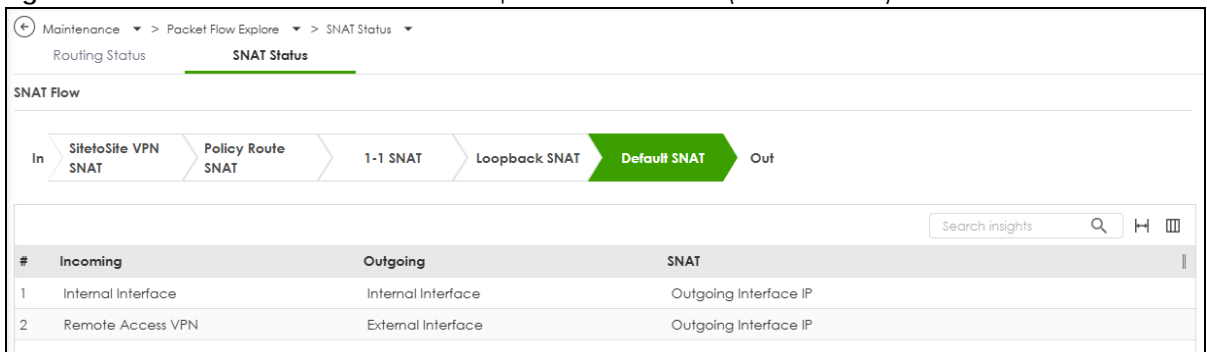 Maintenance > Packet Flow Explore > SNAT Status
Routing Status SNAT Status
SNAT Flow
In SitetoSite VPN SNAT Policy Route SNAT 1-1 SNAT Loopback SNAT Default SNAT Out
Search insights
# Incoming Outgoing SNAT
1 Internal Interface Internal Interface Outgoing Interface IP
2 Remote Access VPN External Interface Outgoing Interface IP